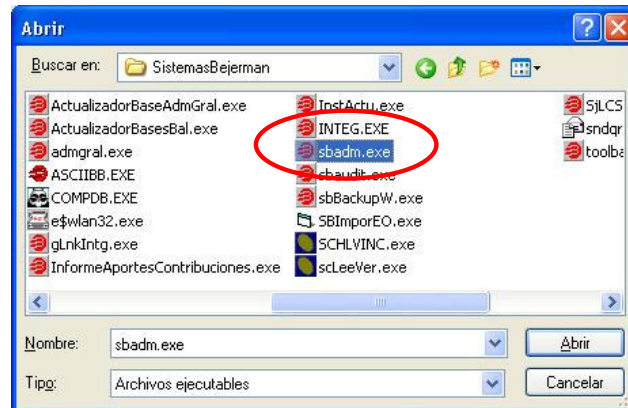 Abrir
Buscar en: SistemasBejerman
ActualizadorBaseAdmGral.exe
ActualizadorBasesBal.exe
admgral.exe
ASCIIBB.EXE
COMPDB.EXE
e$wlan32.exe
gLnkIntg.exe
InformeAportesContribuciones.exe
InstActu.exe
INTEG.EXE
sbadm.exe
sbaudit.exe
sbBackupW.exe
SBImporEO.exe
SCHLVINC.exe
scLeeVer.exe
SjLCS
sndqr
toolba
Nombre: sbadm.exe Abrir
Tipo: Archivos ejecutables Cancelar